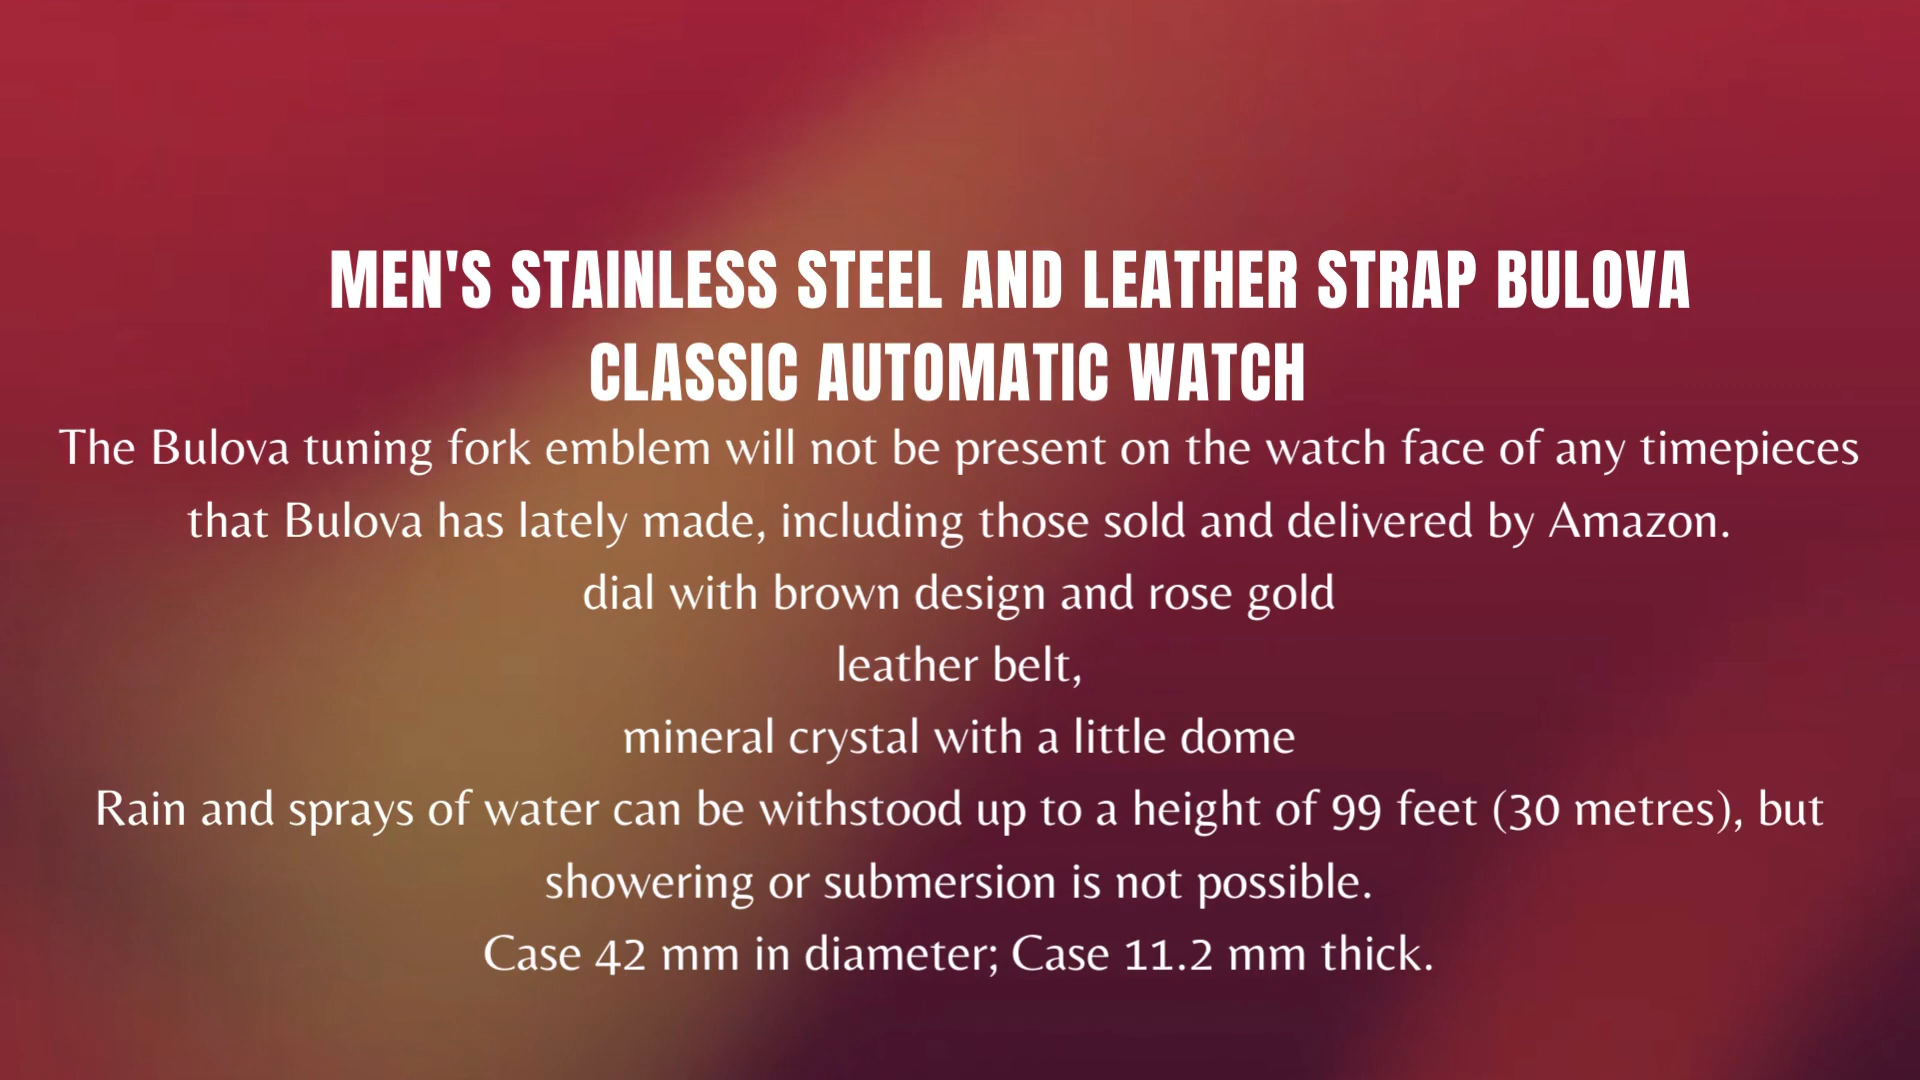 MEN'S STAINLESS STEEL AND LEATHER STRAP BULOVA
CLASSIC AUTOMATIC WATCH
The Bulova tuning fork emblem will not be present on the watch face of any timepieces
that Bulova has lately made, including those sold and delivered by Amazon.
dial with brown design and rose gold
leather belt,
mineral crystal with a little dome
Rain and sprays of water can be withstood up to a height of 99 feet (30 metres), but
showering or submersion is not possible.
Case 42 mm in diameter; Case 11.2 mm thick.